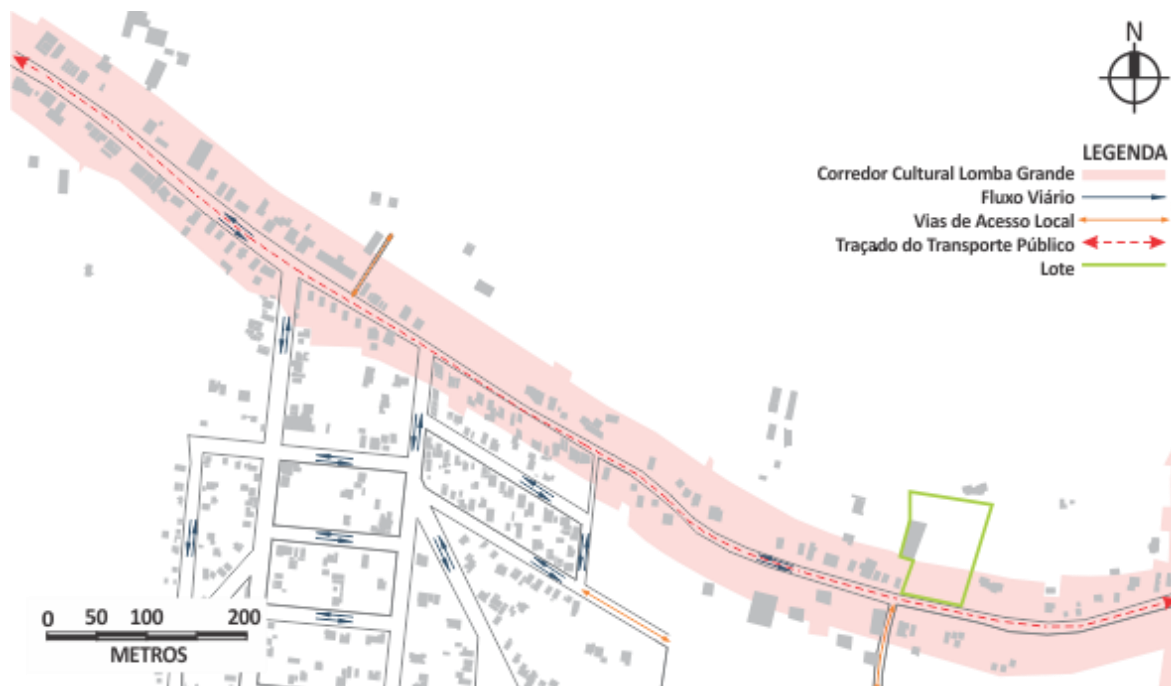 N
LEGENDA
Corredor Cultural Lomba Grande
Fluxo Viário
Vias de Acesso Local
Traçado do Transporte Público
Lote
0 50 100 200
METROS